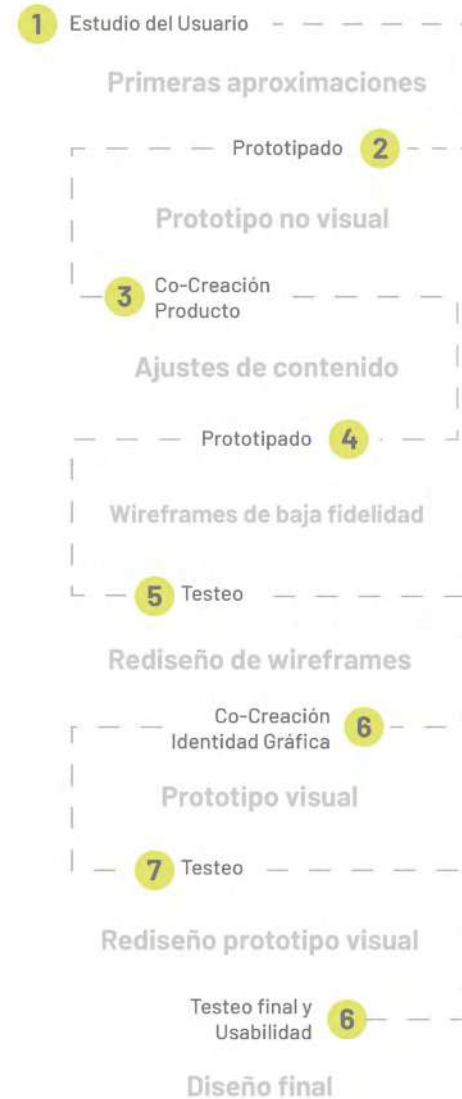 1 Estudio del Usuario
Primeras aproximaciones
Prototipado 2
Prototipo no visual
3 Co-Creación
Producto
Ajustes de contenido
Prototipado 4
Wireframes de baja fidelidad
5 Testeo
Rediseño de wireframes
Co-Creación
Identidad Gráfica 6
Prototipo visual
7 Testeo
Rediseño prototipo visual
Testeo final y
Usabilidad 6
Diseño final